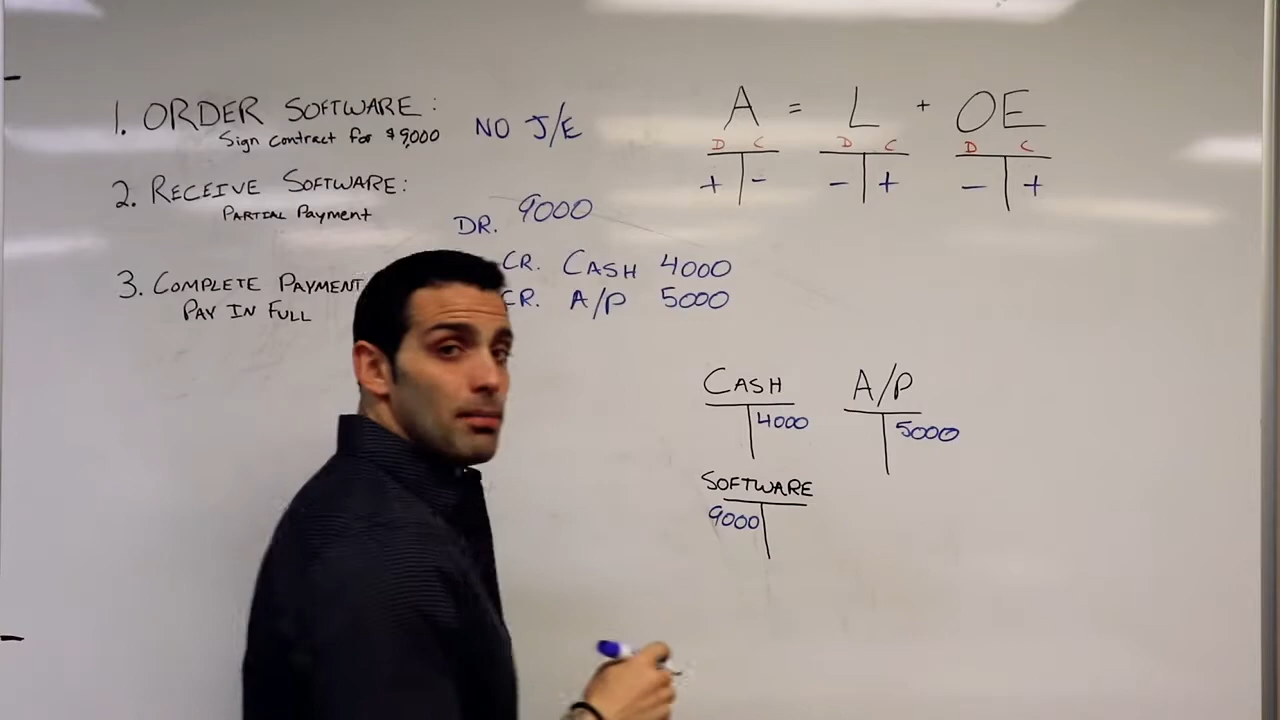 1. ORDER SOFTWARE:
Sign contract for $9,000
NO J/E
2. RECEIVE SOFTWARE:
PARTIAL Payment
DR. 9000
CR. CASH 4000
CR. A/P 5000
3. COMPLETE PAYMENT
PAY IN FULL
A = L + OE
D C D C D C
+ - - + - +
CASH
4000
A/P
5000
SOFTWARE
9000